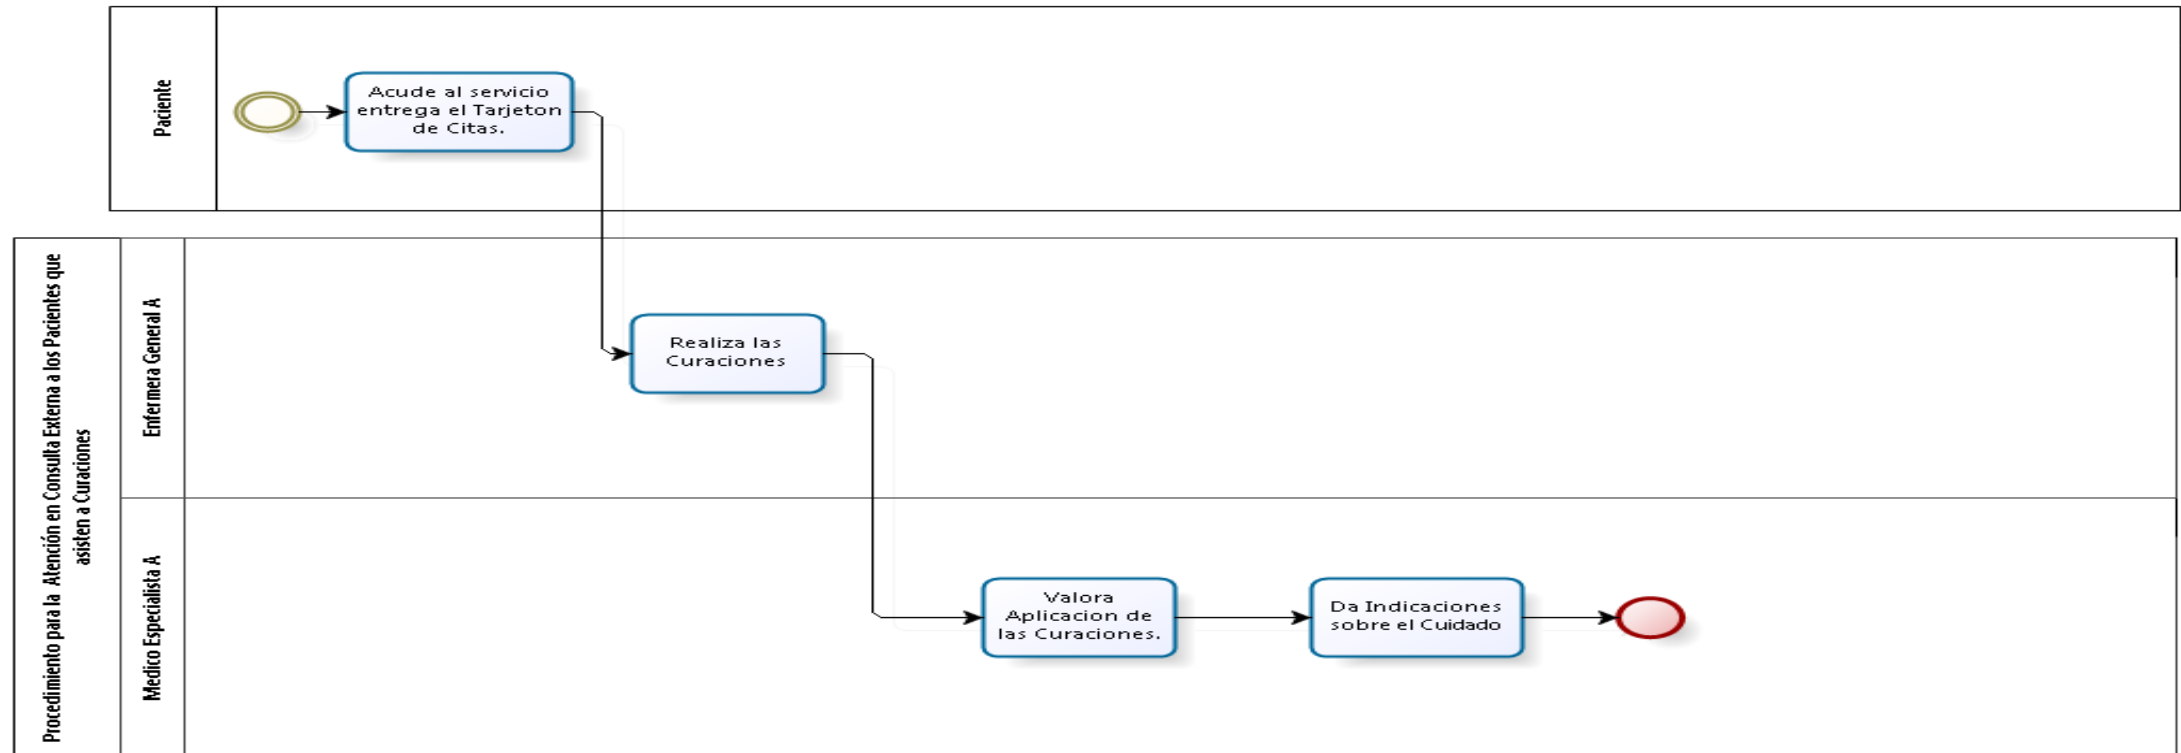 Paciente
Acude al servicio
entrega el Tarjeton
de Citas.
Procedimiento para la Atención en Consulta Externa a los Pacientes que
asisten a Curaciones
Enfermera General A
Realiza las
Curaciones
Medico Especialista A
Valora
Aplicacion de
las Curaciones.
Da Indicaciones
sobre el Cuidado